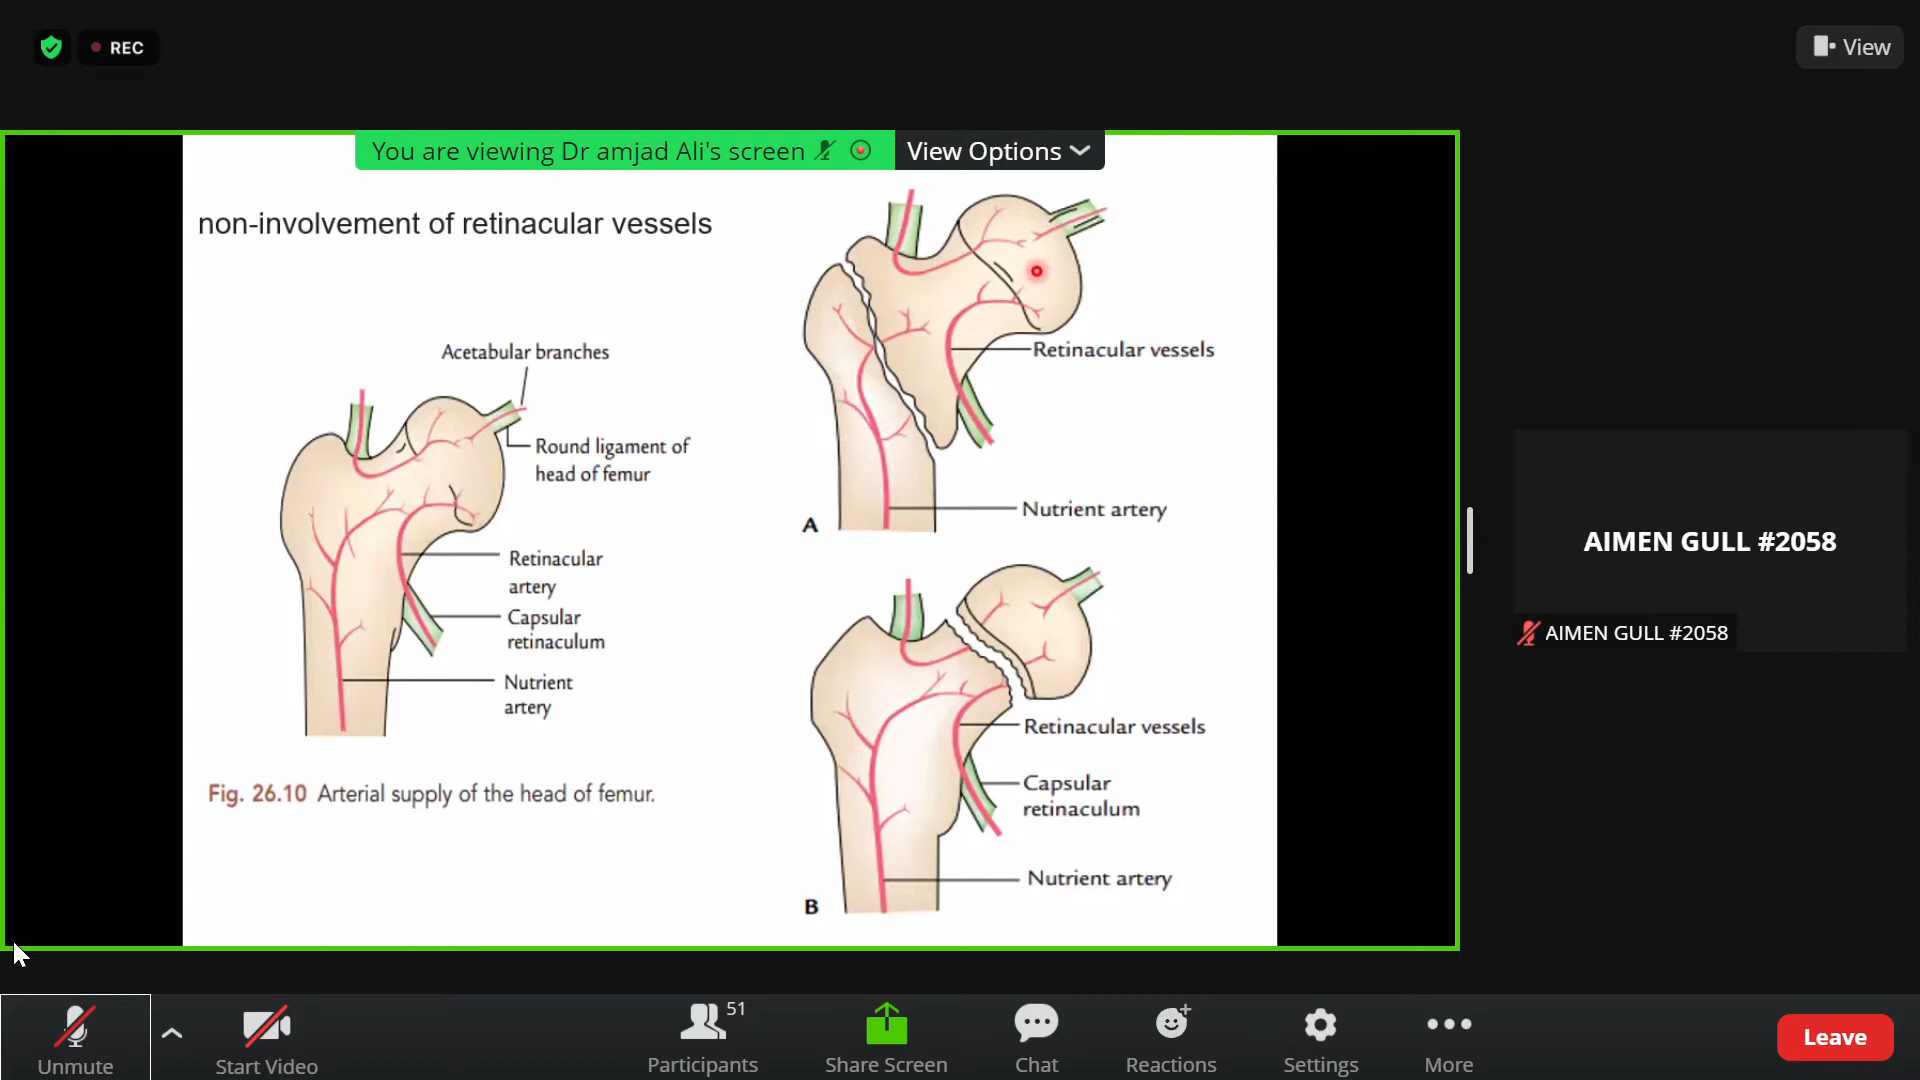 REC
View
You are viewing Dr amjad Ali's screen
View Options
non-involvement of retinacular vessels
Acetabular branches
Round ligament of
head of femur
Retinacular
artery
Capsular
retinaculum
Nutrient
artery
Fig. 26.10 Arterial supply of the head of femur.
Retinacular vessels
Nutrient artery
A
Retinacular vessels
Capsular
retinaculum
Nutrient artery
B
AIMEN GULL #2058
AIMEN GULL #2058
Unmute
Start Video
51
Participants
Share Screen
Chat
Reactions
Settings
More
Leave